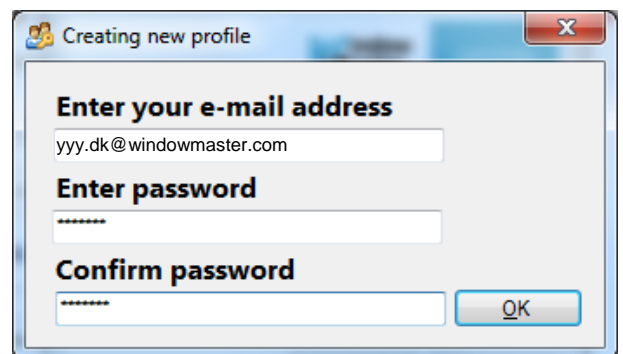 Creating new profile
Enter your e-mail address
yyy.dk@windowmaster.com
Enter password
*******
Confirm password
*******
OK